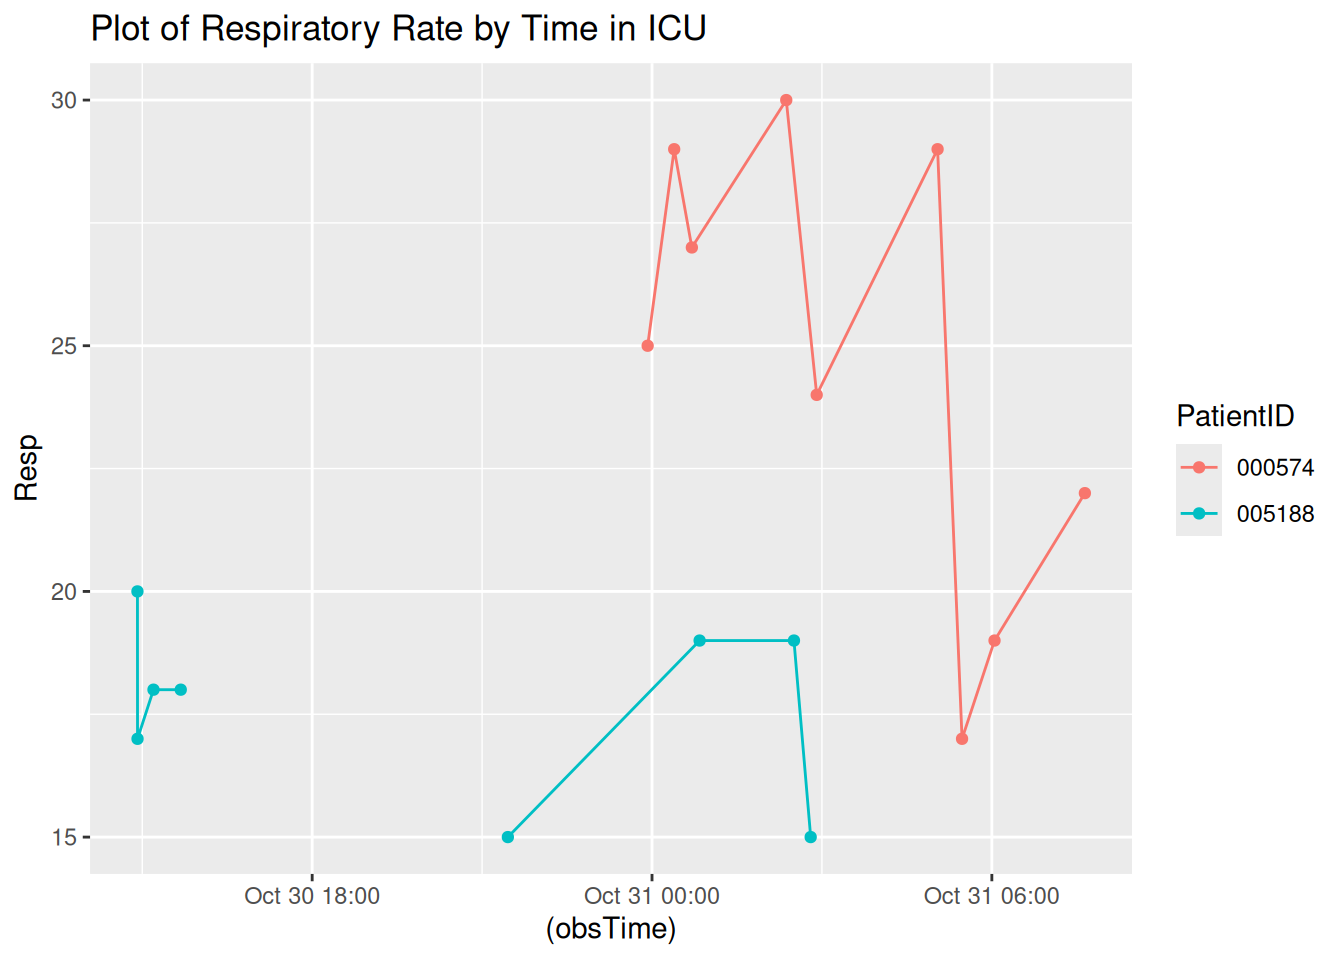 Plot of Respiratory Rate by Time in ICU
30
25
20
15
Resp
Oct 30 18:00
Oct 31 00:00
Oct 31 06:00
(obsTime)
PatientID
000574
005188